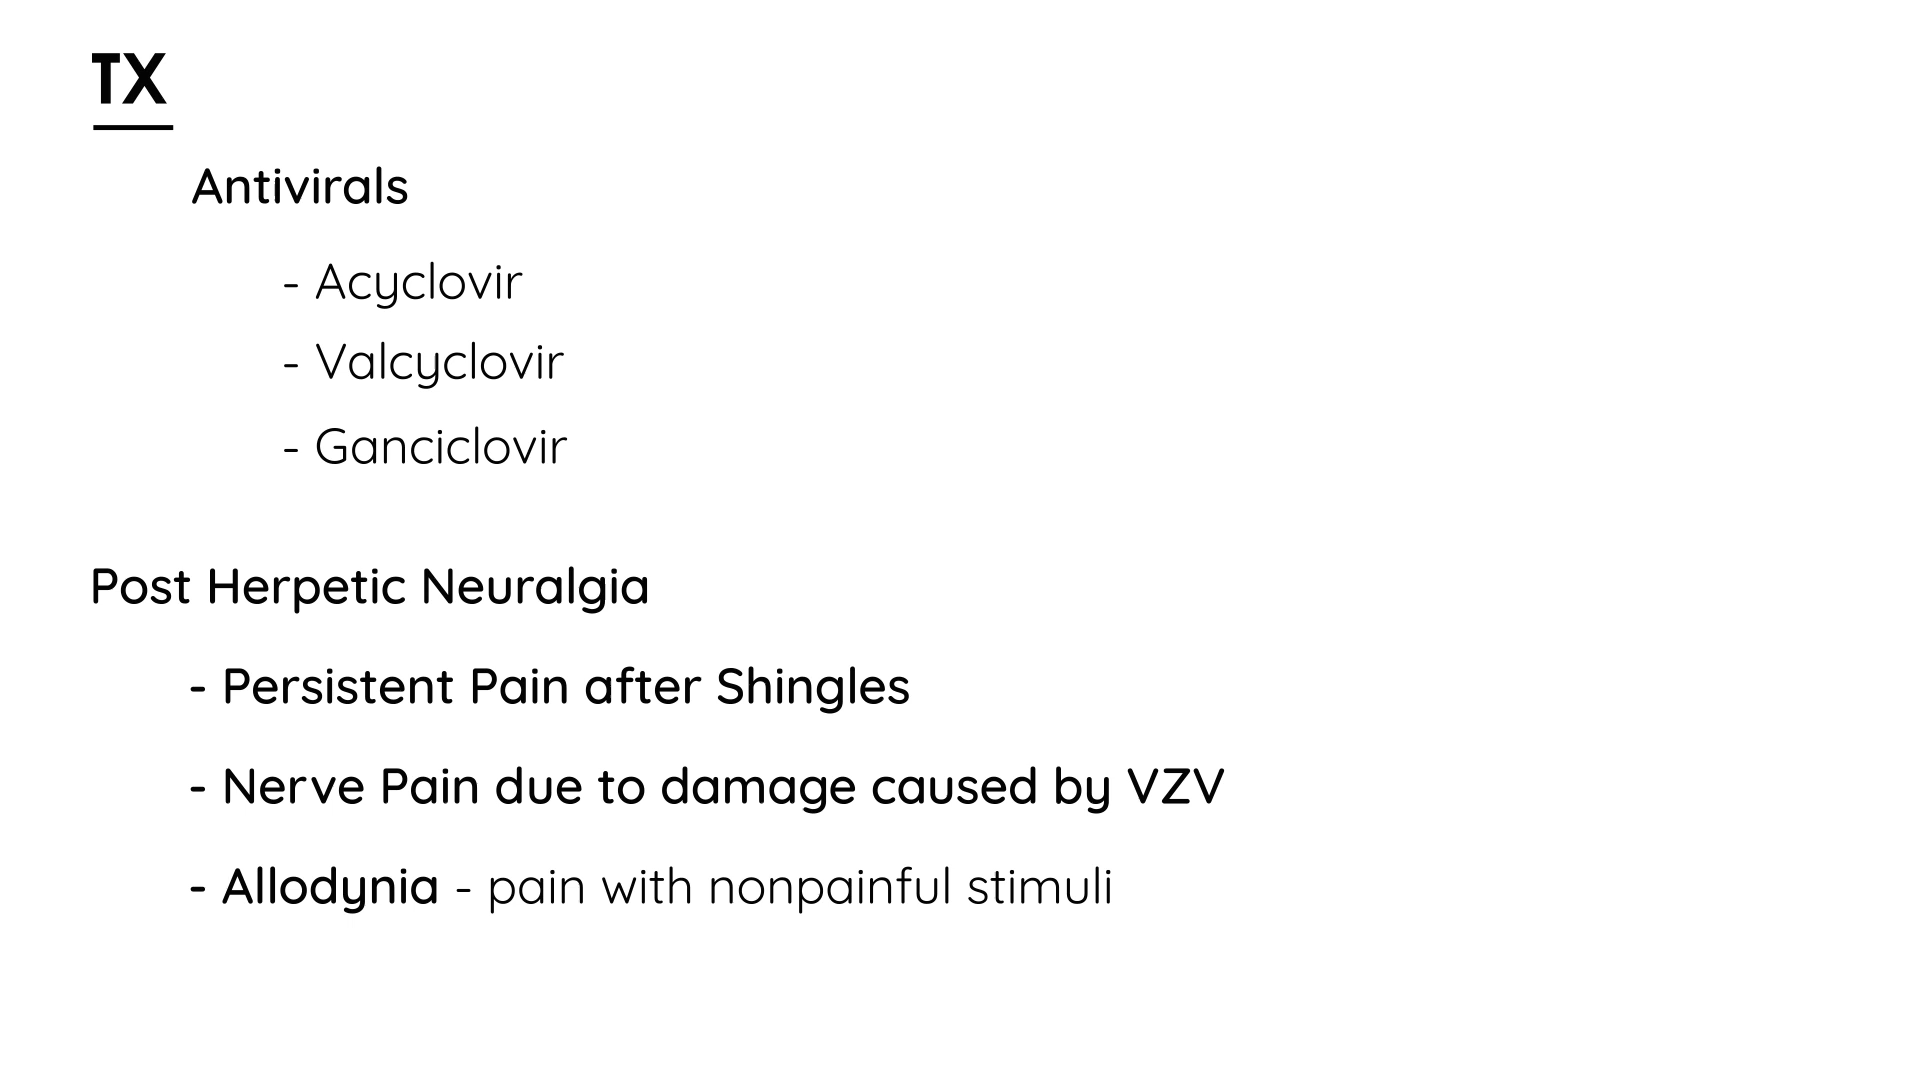 TX
Antivirals
- Acyclovir
- Valcyclovir
- Ganciclovir
Post Herpetic Neuralgia
- Persistent Pain after Shingles
- Nerve Pain due to damage caused by VZV
- Allodynia - pain with nonpainful stimuli